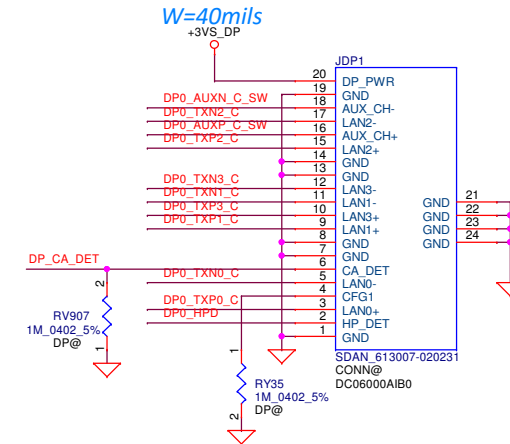 W=40mils
+3VS_DP
JDP1
20 DP_PWR
19 GND
DP0_AUXN_C_SW 18 AUX_CH-
DP0_TXN2_C 17 LAN2-
DP0_AUXP_C_SW 16 AUX_CH+
DP0_TXP2_C 15 LAN2+
14 GND
13 GND
DP0_TXN3_C 12 LAN3-
DP0_TXN1_C 11 LAN1- GND 21
DP0_TXP3_C 10 LAN3+ GND 22
DP0_TXP1_C 9 LAN1+ GND 23
8 GND GND 24
7 GND
DP_CA_DET 6 CA_DET
DP0_TXN0_C 5 LAN0-
4 CFG1
DP0_TXP0_C 3 LAN0+
DP0_HPD 2 HP_DET
1 GND
2
RV907
1M_0402_5%
DP@
1
SDAN_613007-020231
CONN@
DC06000AIB0
1
RY35
1M_0402_5%
DP@
2